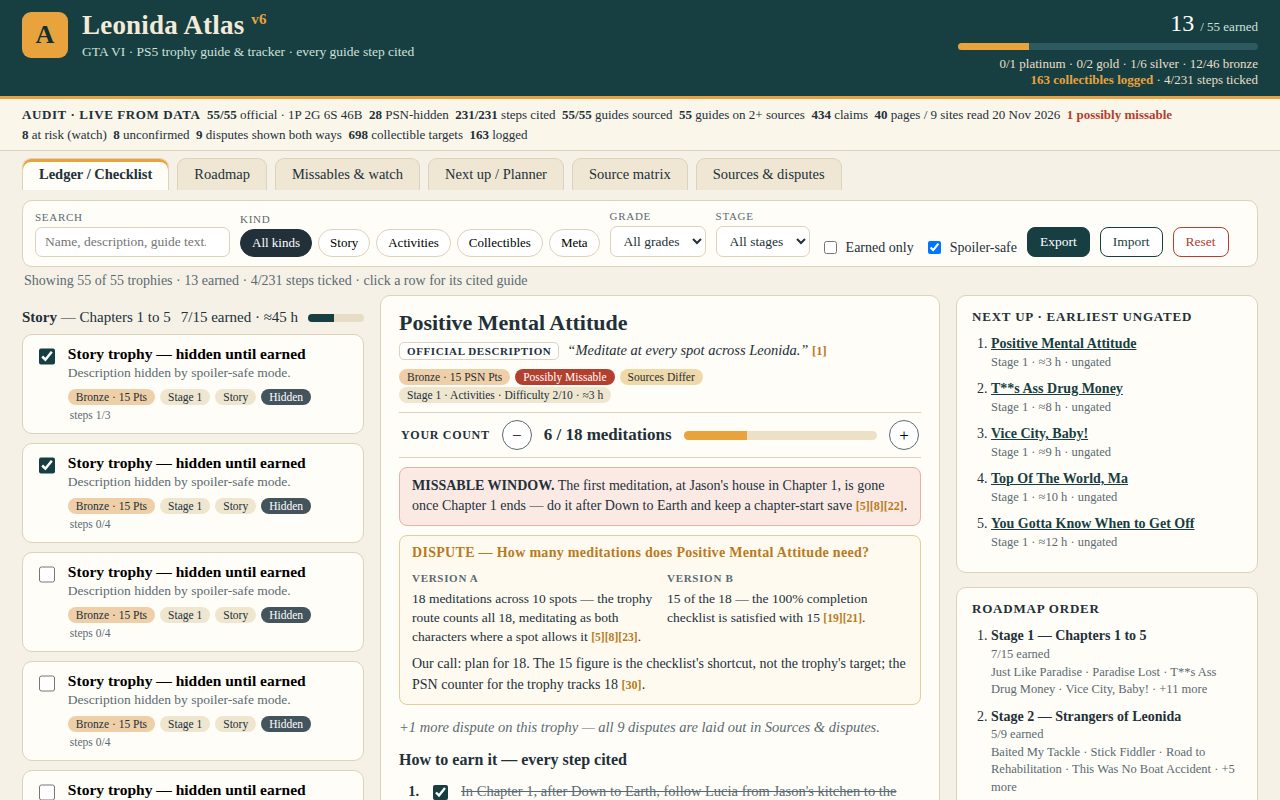 A
Leonida Atlas v6
GTA VI · PS5 trophy guide & tracker · every guide step cited
13 / 55 earned
0/1 platinum · 0/2 gold · 1/6 silver · 12/46 bronze
163 collectibles logged · 4/231 steps ticked
AUDIT · LIVE FROM DATA 55/55 official · 1P 2G 6S 46B 28 PSN-hidden 231/231 steps cited 55/55 guides sourced 55 guides on 2+ sources 434 claims 40 pages / 9 sites read 20 Nov 2026 1 possibly missable
8 at risk (watch) 8 unconfirmed 9 disputes shown both ways 698 collectible targets 163 logged
Ledger / Checklist
Roadmap
Missables & watch
Next up / Planner
Source matrix
Sources & disputes
SEARCH
Name, description, guide text.
KIND
All kinds
Story
Activities
Collectibles
Meta
GRADE
All grades
STAGE
All stages
Earned only
Spoiler-safe
Export
Import
Reset
Showing 55 of 55 trophies · 13 earned · 4/231 steps ticked · click a row for its cited guide
Story — Chapters 1 to 5 7/15 earned · ≈45 h
Story trophy — hidden until earned
Description hidden by spoiler-safe mode.
Bronze · 15 Pts Stage 1 Story Hidden
steps 1/3
Story trophy — hidden until earned
Description hidden by spoiler-safe mode.
Bronze · 15 Pts Stage 1 Story Hidden
steps 0/4
Story trophy — hidden until earned
Description hidden by spoiler-safe mode.
Bronze · 15 Pts Stage 1 Story Hidden
steps 0/4
Story trophy — hidden until earned
Description hidden by spoiler-safe mode.
Bronze · 15 Pts Stage 1 Story Hidden
steps 0/4
Story trophy — hidden until earned
Positive Mental Attitude
OFFICIAL DESCRIPTION “Meditate at every spot across Leonida.” [1]
Bronze · 15 PSN Pts Possibly Missable Sources Differ
Stage 1 · Activities · Difficulty 2/10 · ≈3 h
YOUR COUNT − 6 / 18 meditations +
MISSABLE WINDOW. The first meditation, at Jason's house in Chapter 1, is gone
once Chapter 1 ends — do it after Down to Earth and keep a chapter-start save [5][8][22].
DISPUTE — How many meditations does Positive Mental Attitude need?
VERSION A
18 meditations across 10 spots — the trophy
route counts all 18, meditating as both
characters where a spot allows it [5][8][23].
VERSION B
15 of the 18 — the 100% completion
checklist is satisfied with 15 [19][21].
Our call: plan for 18. The 15 figure is the checklist's shortcut, not the trophy's target; the
PSN counter for the trophy tracks 18 [30].
+1 more dispute on this trophy — all 9 disputes are laid out in Sources & disputes.
How to earn it — every step cited
1. In Chapter 1, after Down to Earth, follow Lucia from Jason's kitchen to the
NEXT UP · EARLIEST UNGATED
1. Positive Mental Attitude
Stage 1 · ≈3 h · ungated
2. T**s Ass Drug Money
Stage 1 · ≈8 h · ungated
3. Vice City, Baby!
Stage 1 · ≈9 h · ungated
4. Top Of The World, Ma
Stage 1 · ≈10 h · ungated
5. You Gotta Know When to Get Off
Stage 1 · ≈12 h · ungated
ROADMAP ORDER
1. Stage 1 — Chapters 1 to 5
7/15 earned
Just Like Paradise · Paradise Lost · T**s Ass
Drug Money · Vice City, Baby! · +11 more
2. Stage 2 — Strangers of Leonida
5/9 earned
Baited My Tackle · Stick Fiddler · Road to
Rehabilitation · This Was No Boat Accident · +5
more